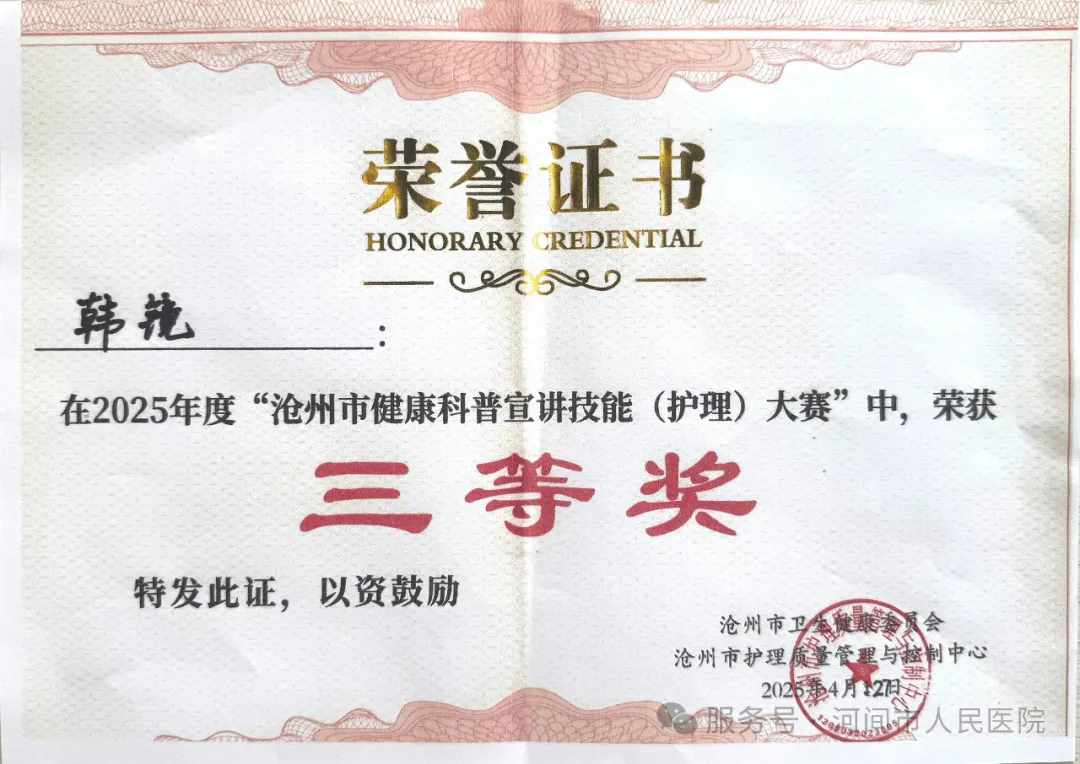 荣誉证书
HONORARY CREDENTIAL
韩艳：
在2025年度“沧州市健康科普宣讲技能（护理）大赛”中，荣获
三等奖
特发此证，以资鼓励
沧州市卫生健康委员会
沧州市护理质量管理与控制中心
2025年4月
服务号 · 河间市人民医院